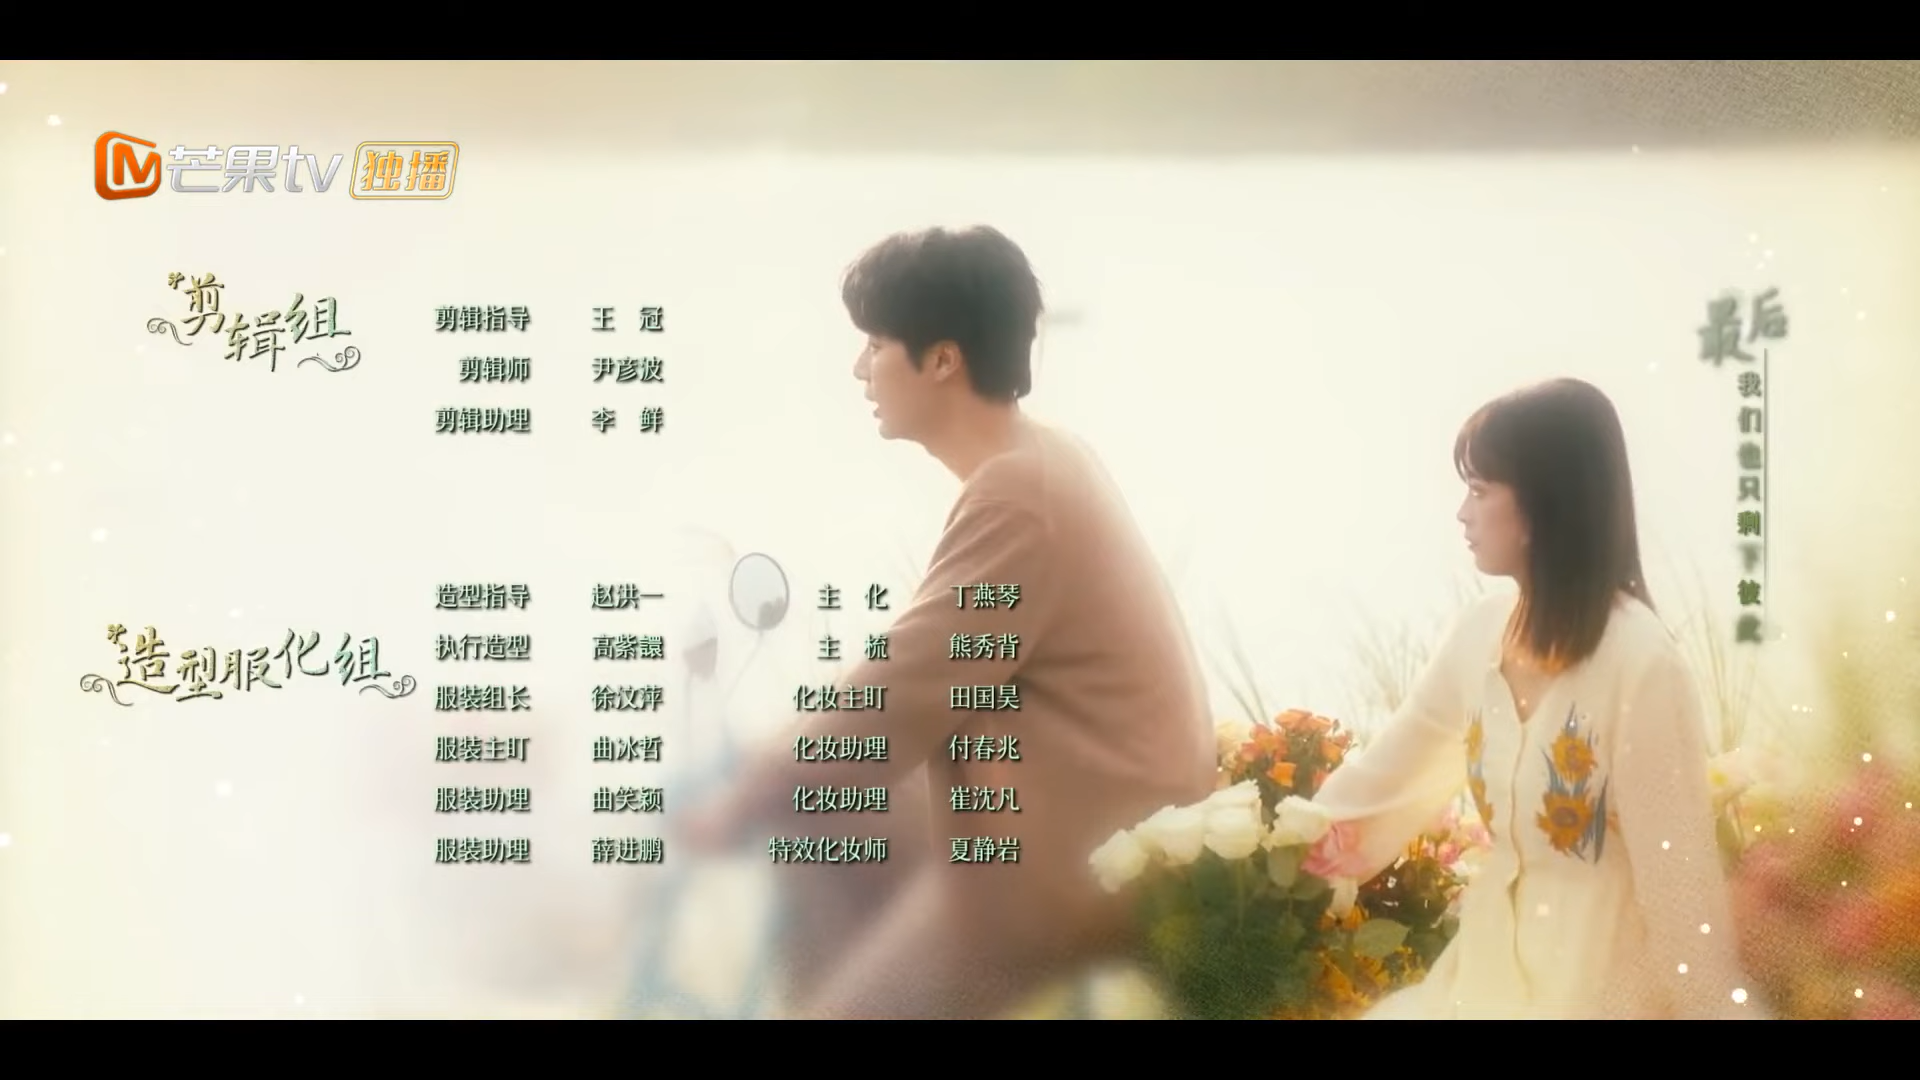 芒果tv 独播
剪辑组
剪辑指导 王 冠
剪辑师 尹彦波
剪辑助理 李 鲜
造型服化组
造型指导 赵洪一 主 化 丁燕琴
执行造型 高紫譞 主 梳 熊秀背
服装组长 徐汶萍 化妆主盯 田国昊
服装主盯 曲冰哲 化妆助理 付春兆
服装助理 曲笑颖 化妆助理 崔沈凡
服装助理 薛进鹏 特效化妆师 夏静岩
最后
我们也只剩下彼此